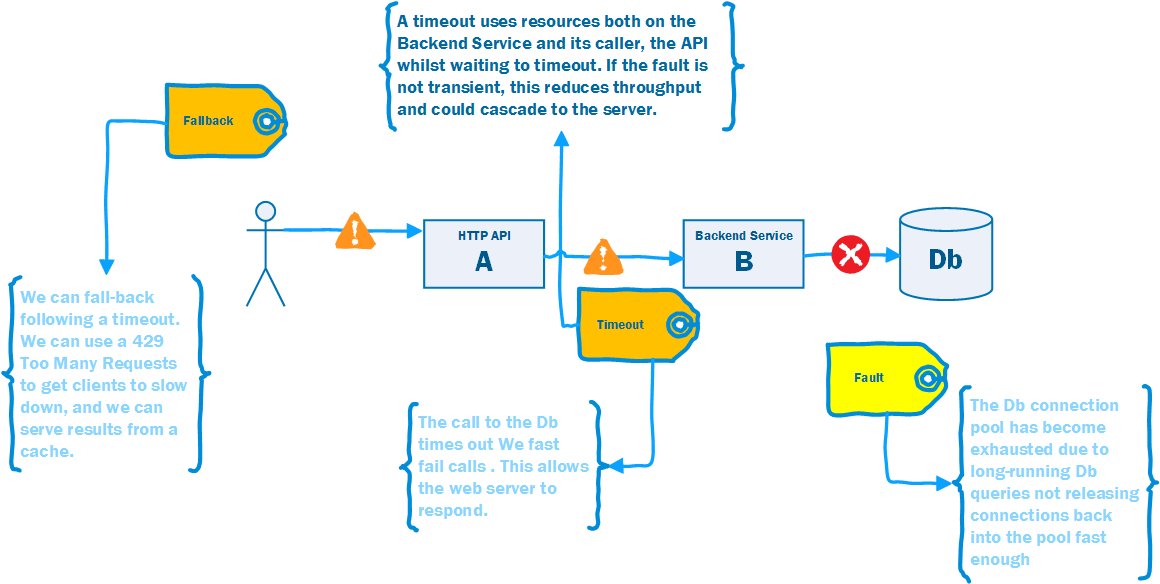 A timeout uses resources both on the
Backend Service and its caller, the API
whilst waiting to timeout. If the fault is
not transient, this reduces throughput
and could cascade to the server.
Fallback
HTTP API
A
Backend Service
B
Db
We can fall-back
following a timeout.
We can use a 429
Too Many Requests
to get clients to slow
down, and we can
serve results from a
cache.
Timeout
Fault
The call to the Db
times out We fast
fail calls . This allows
the web server to
respond.
The Db connection
pool has become
exhausted due to
long-running Db
queries not releasing
connections back
into the pool fast
enough